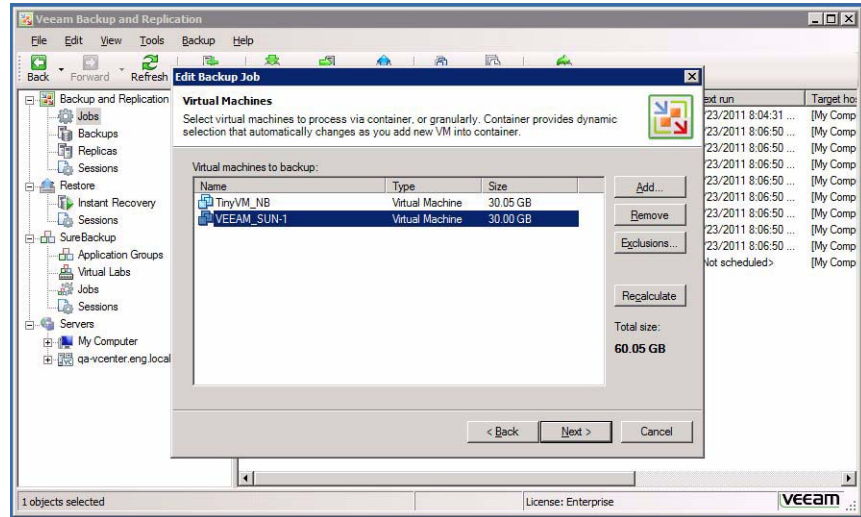 Veeam Backup and Replication
File Edit View Tools Backup Help
Back Forward Refresh
Edit Backup Job
Virtual Machines
Select virtual machines to process via container, or granularly. Container provides dynamic
selection that automatically changes as you add new VM into container.
Virtual machines to backup:
Name Type Size
TinyVM_NB Virtual Machine 30.05 GB
VEEAM_SUN-1 Virtual Machine 30.00 GB
Add...
Remove
Exclusions...
Recalculate
Total size:
60.05 GB
< Back Next > Cancel
Backup and Replication
Jobs
Backups
Replicas
Sessions
Restore
Instant Recovery
Sessions
SureBackup
Application Groups
Virtual Labs
Jobs
Sessions
Servers
My Computer
qa-vcenter.eng.local
ext run Target hos
/23/2011 8:04:31 ... [My Comp
/23/2011 8:06:50 ... [My Comp
/23/2011 8:06:50 ... [My Comp
/23/2011 8:06:50 ... [My Comp
/23/2011 8:06:50 ... [My Comp
/23/2011 8:06:50 ... [My Comp
/23/2011 8:06:50 ... [My Comp
/23/2011 8:06:50 ... [My Comp
/23/2011 8:06:50 ... [My Comp
Not scheduled> [My Comp
1 objects selected License: Enterprise veeam